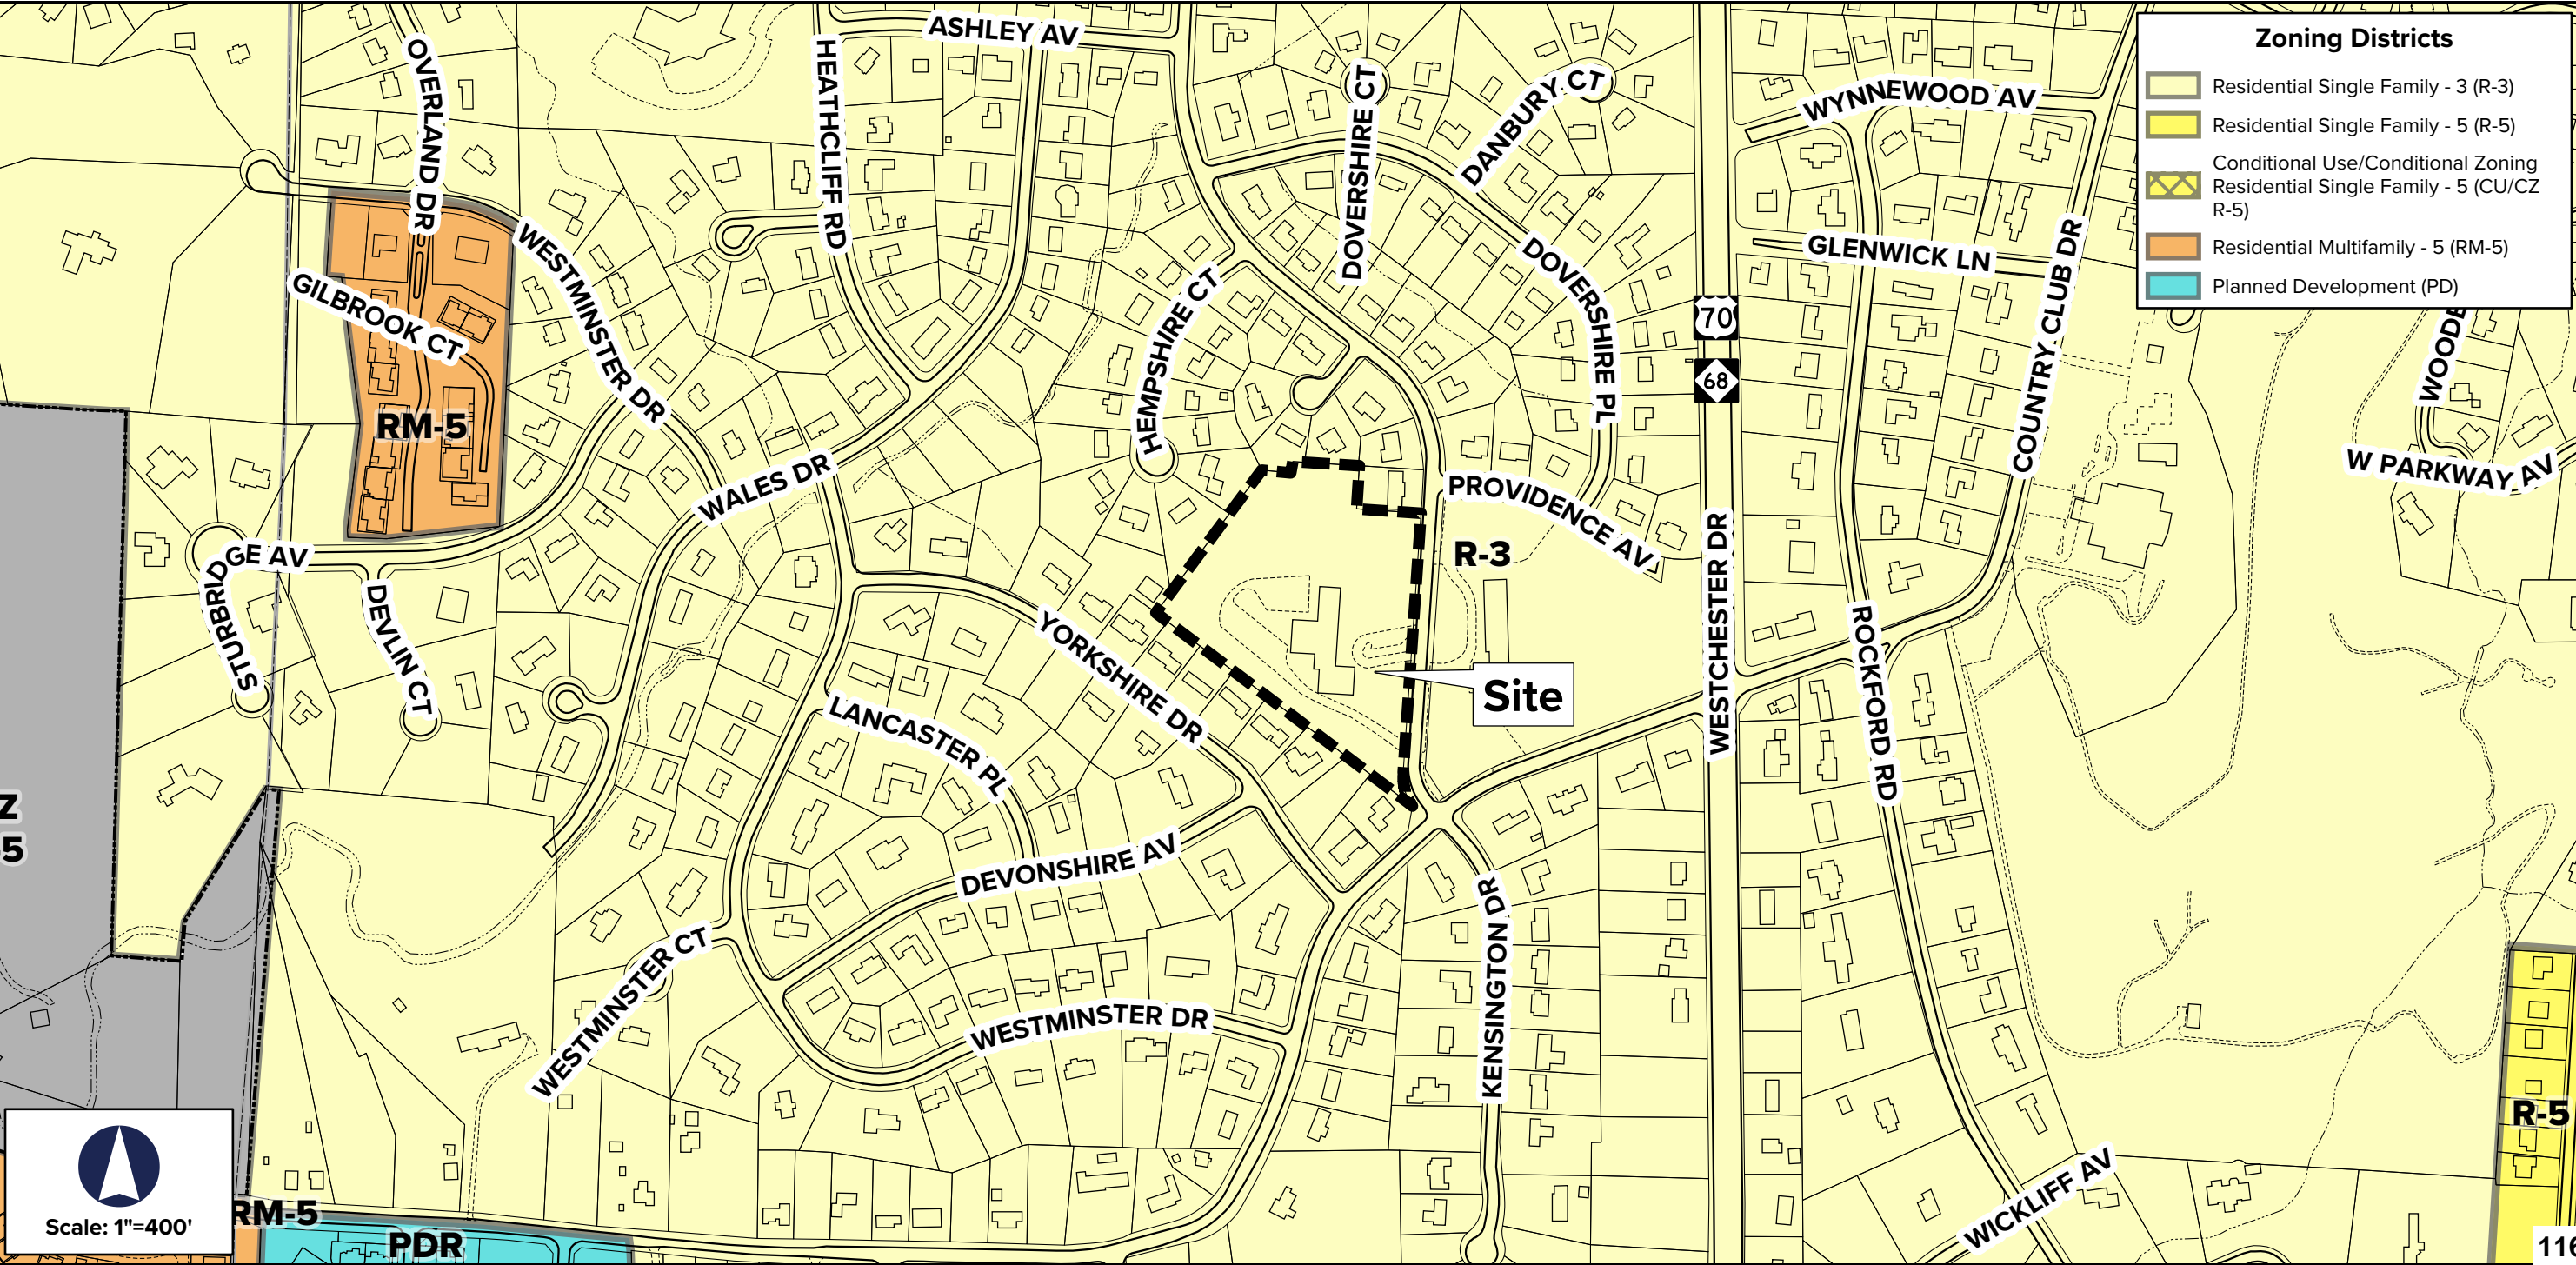 ASHLEY AV
OVERLAND DR
HEATHCLIFF RD
DOVERSHIRE CT
DANBURY CT
WYNNEWOOD AV
Zoning Districts
Residential Single Family - 3 (R-3)
Residential Single Family - 5 (R-5)
Conditional Use/Conditional Zoning
Residential Single Family - 5 (CU/CZ
R-5)
Residential Multifamily - 5 (RM-5)
Planned Development (PD)
WESTMINSTER DR
GILBROOK CT
HEMPSHIRE CT
DOVERSHIRE PL
GLENWICK LN
COUNTRY CLUB DR
70
68
WOODE
RM-5
WALES DR
PROVIDENCE AV
W PARKWAY AV
R-3
STURBRIDGE AV
DEVLIN CT
YORKSHIRE DR
WESTCHESTER DR
ROCKFORD RD
Site
LANCASTER PL
Z
-5
DEVONSHIRE AV
KENSINGTON DR
WESTMINSTER CT
WESTMINSTER DR
R-5
WICKLIFF AV
Scale: 1"=400'
RM-5
PDR
116